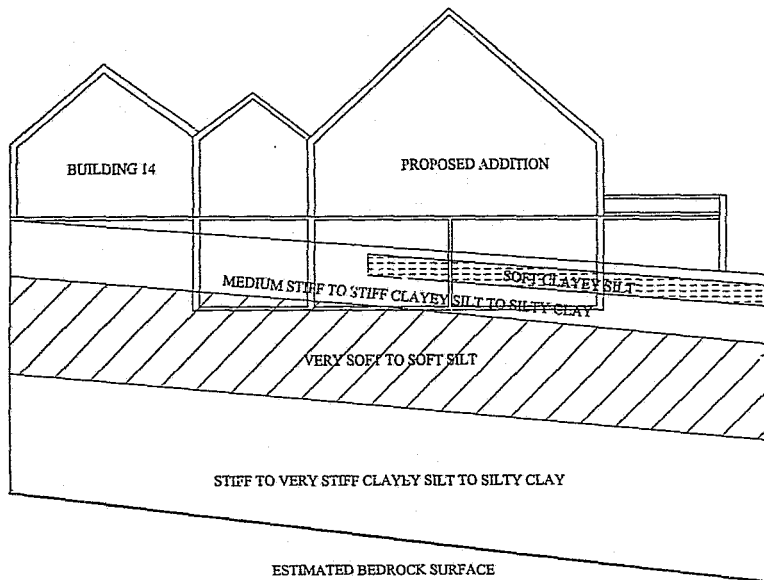 BUILDING 14
PROPOSED ADDITION
SOFT CLAYEY SILT
MEDIUM STIFF TO STIFF CLAYEY SILT TO SILTY CLAY
VERY SOFT TO SOFT SILT
STIFF TO VERY STIFF CLAYEY SILT TO SILTY CLAY
ESTIMATED BEDROCK SURFACE